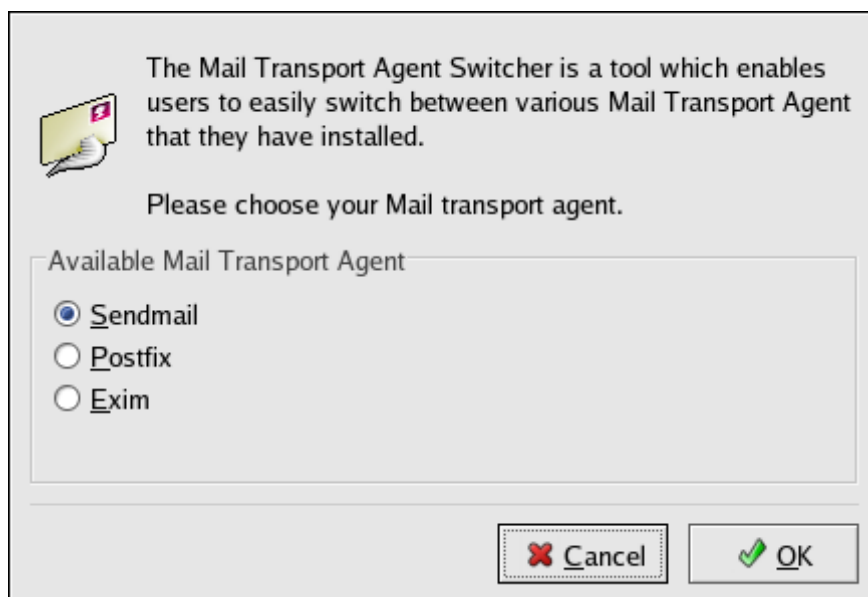 The Mail Transport Agent Switcher is a tool which enables
users to easily switch between various Mail Transport Agent
that they have installed.
Please choose your Mail transport agent.
Available Mail Transport Agent
Sendmail
Postfix
Exim
Cancel
OK